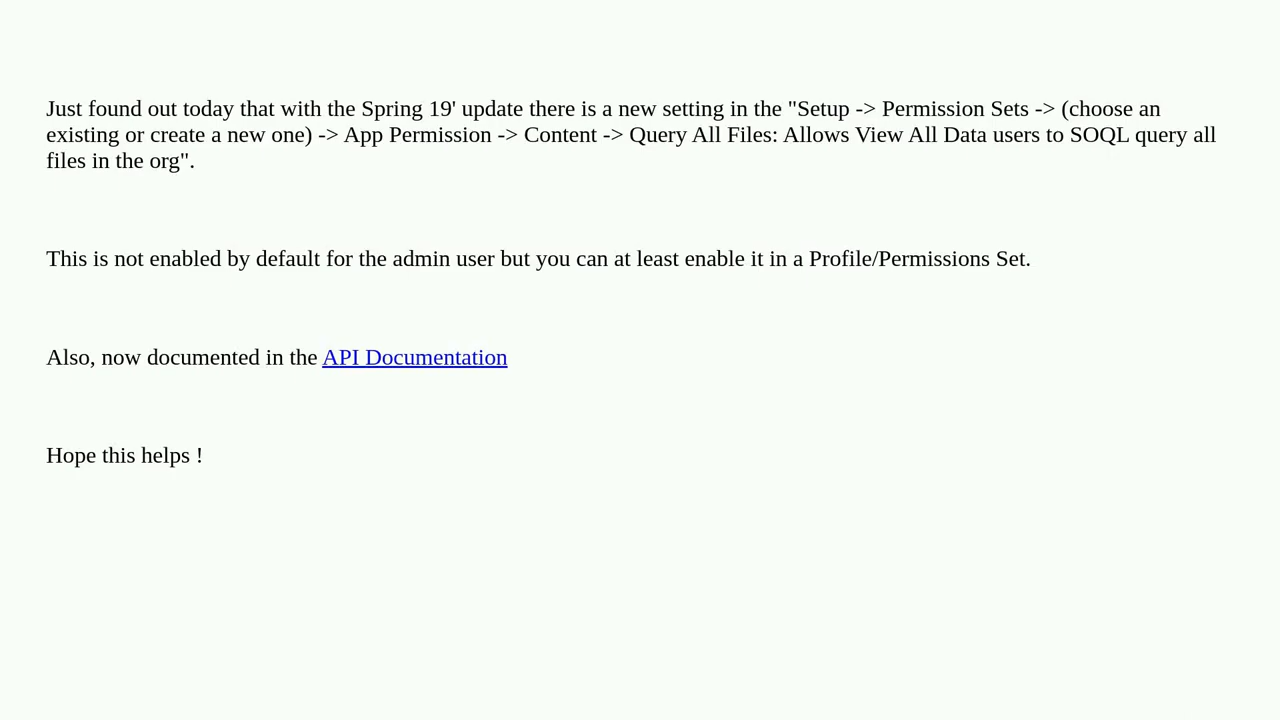 Just found out today that with the Spring 19' update there is a new setting in the "Setup -> Permission Sets -> (choose an
existing or create a new one) -> App Permission -> Content -> Query All Files: Allows View All Data users to SOQL query all
files in the org".
This is not enabled by default for the admin user but you can at least enable it in a Profile/Permissions Set.
Also, now documented in the API Documentation
Hope this helps !